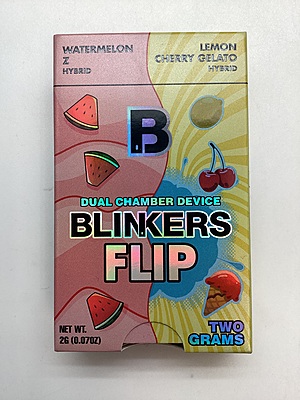 WATERMELON
Z
HYBRID
LEMON
CHERRY GELATO
HYBRID
B
DUAL CHAMBER DEVICE
BLINKERS
FLIP
NET WT.
2G (0.07OZ)
TWO
GRAMS